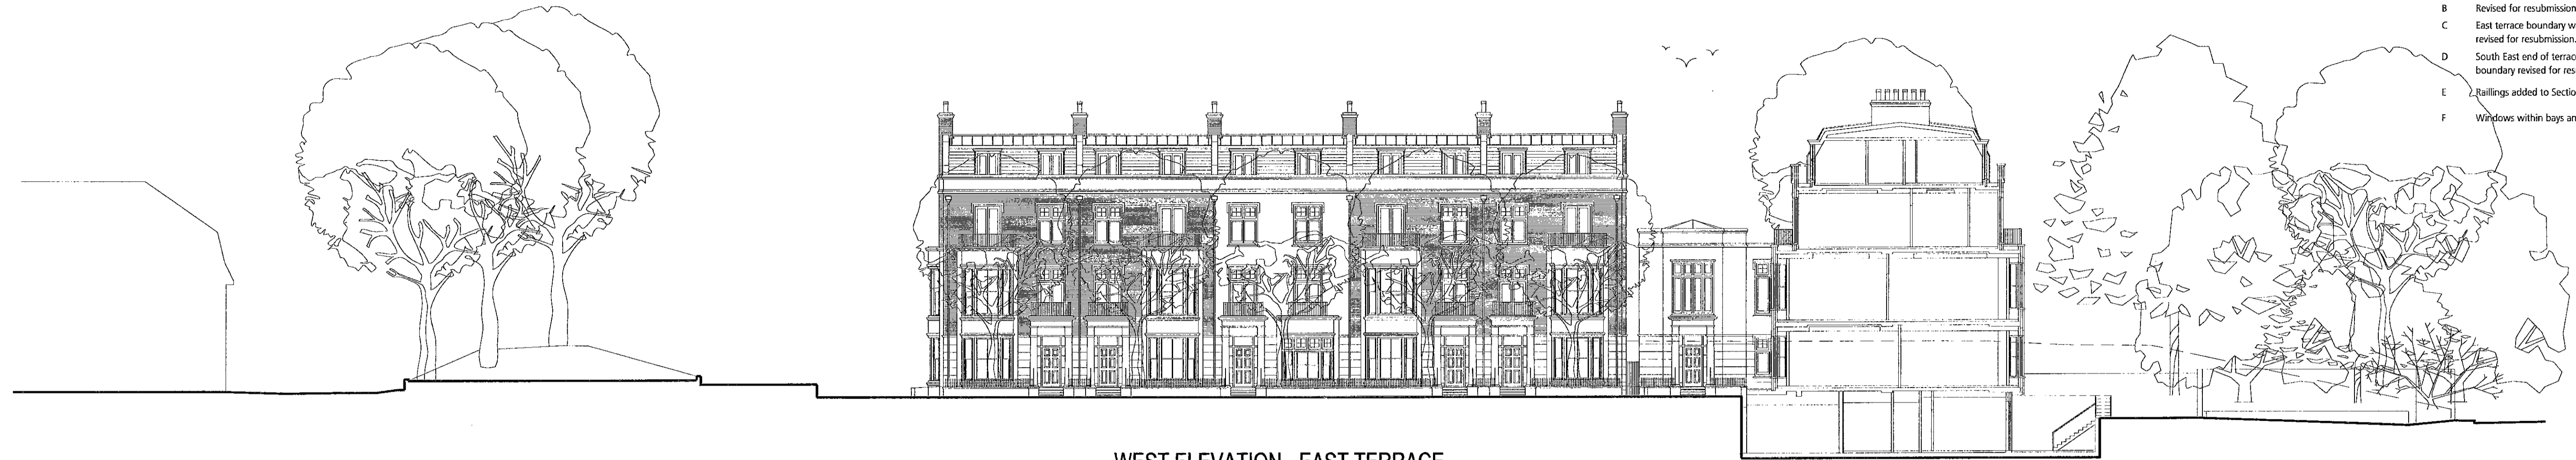 B Revised for resubmission
C East terrace boundary w
revised for resubmission.
D South East end of terrac
boundary revised for res
E Raillings added to Sectio
F Windows within bays an
WEST ELEVATION - EAST TERRACE